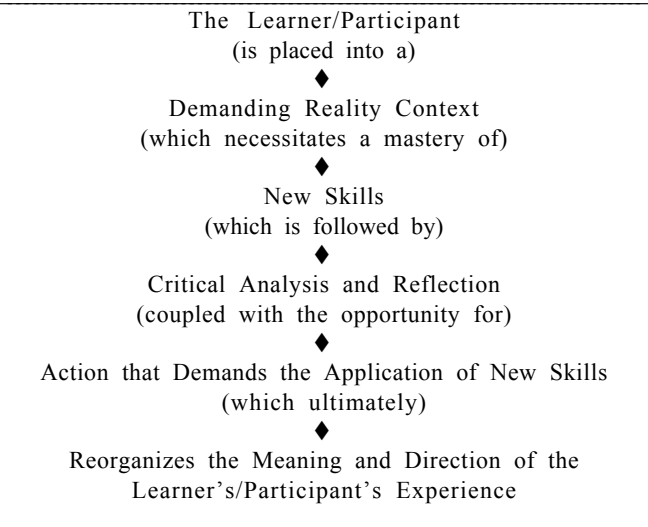 The Learner/Participant
(is placed into a)
♦
Demanding Reality Context
(which necessitates a mastery of)
♦
New Skills
(which is followed by)
♦
Critical Analysis and Reflection
(coupled with the opportunity for)
♦
Action that Demands the Application of New Skills
(which ultimately)
♦
Reorganizes the Meaning and Direction of the
Learner's/Participant's Experience